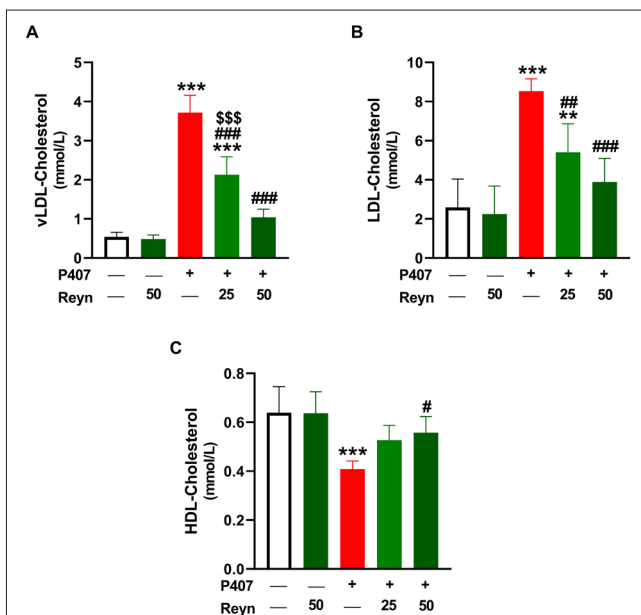 A
vLDL-Cholesterol
(mmol/L)
5
4
3
2
1
0
***
$$$
###
***
###
P407 — — + + +
Reyn — 50 — 25 50
B
LDL-Cholesterol
(mmol/L)
10
8
6
4
2
0
***
##
**
###
P407 — — + + +
Reyn — 50 — 25 50
C
HDL-Cholesterol
(mmol/L)
0.8
0.6
0.4
0.2
0.0
***
#
P407 — — + + +
Reyn — 50 — 25 50